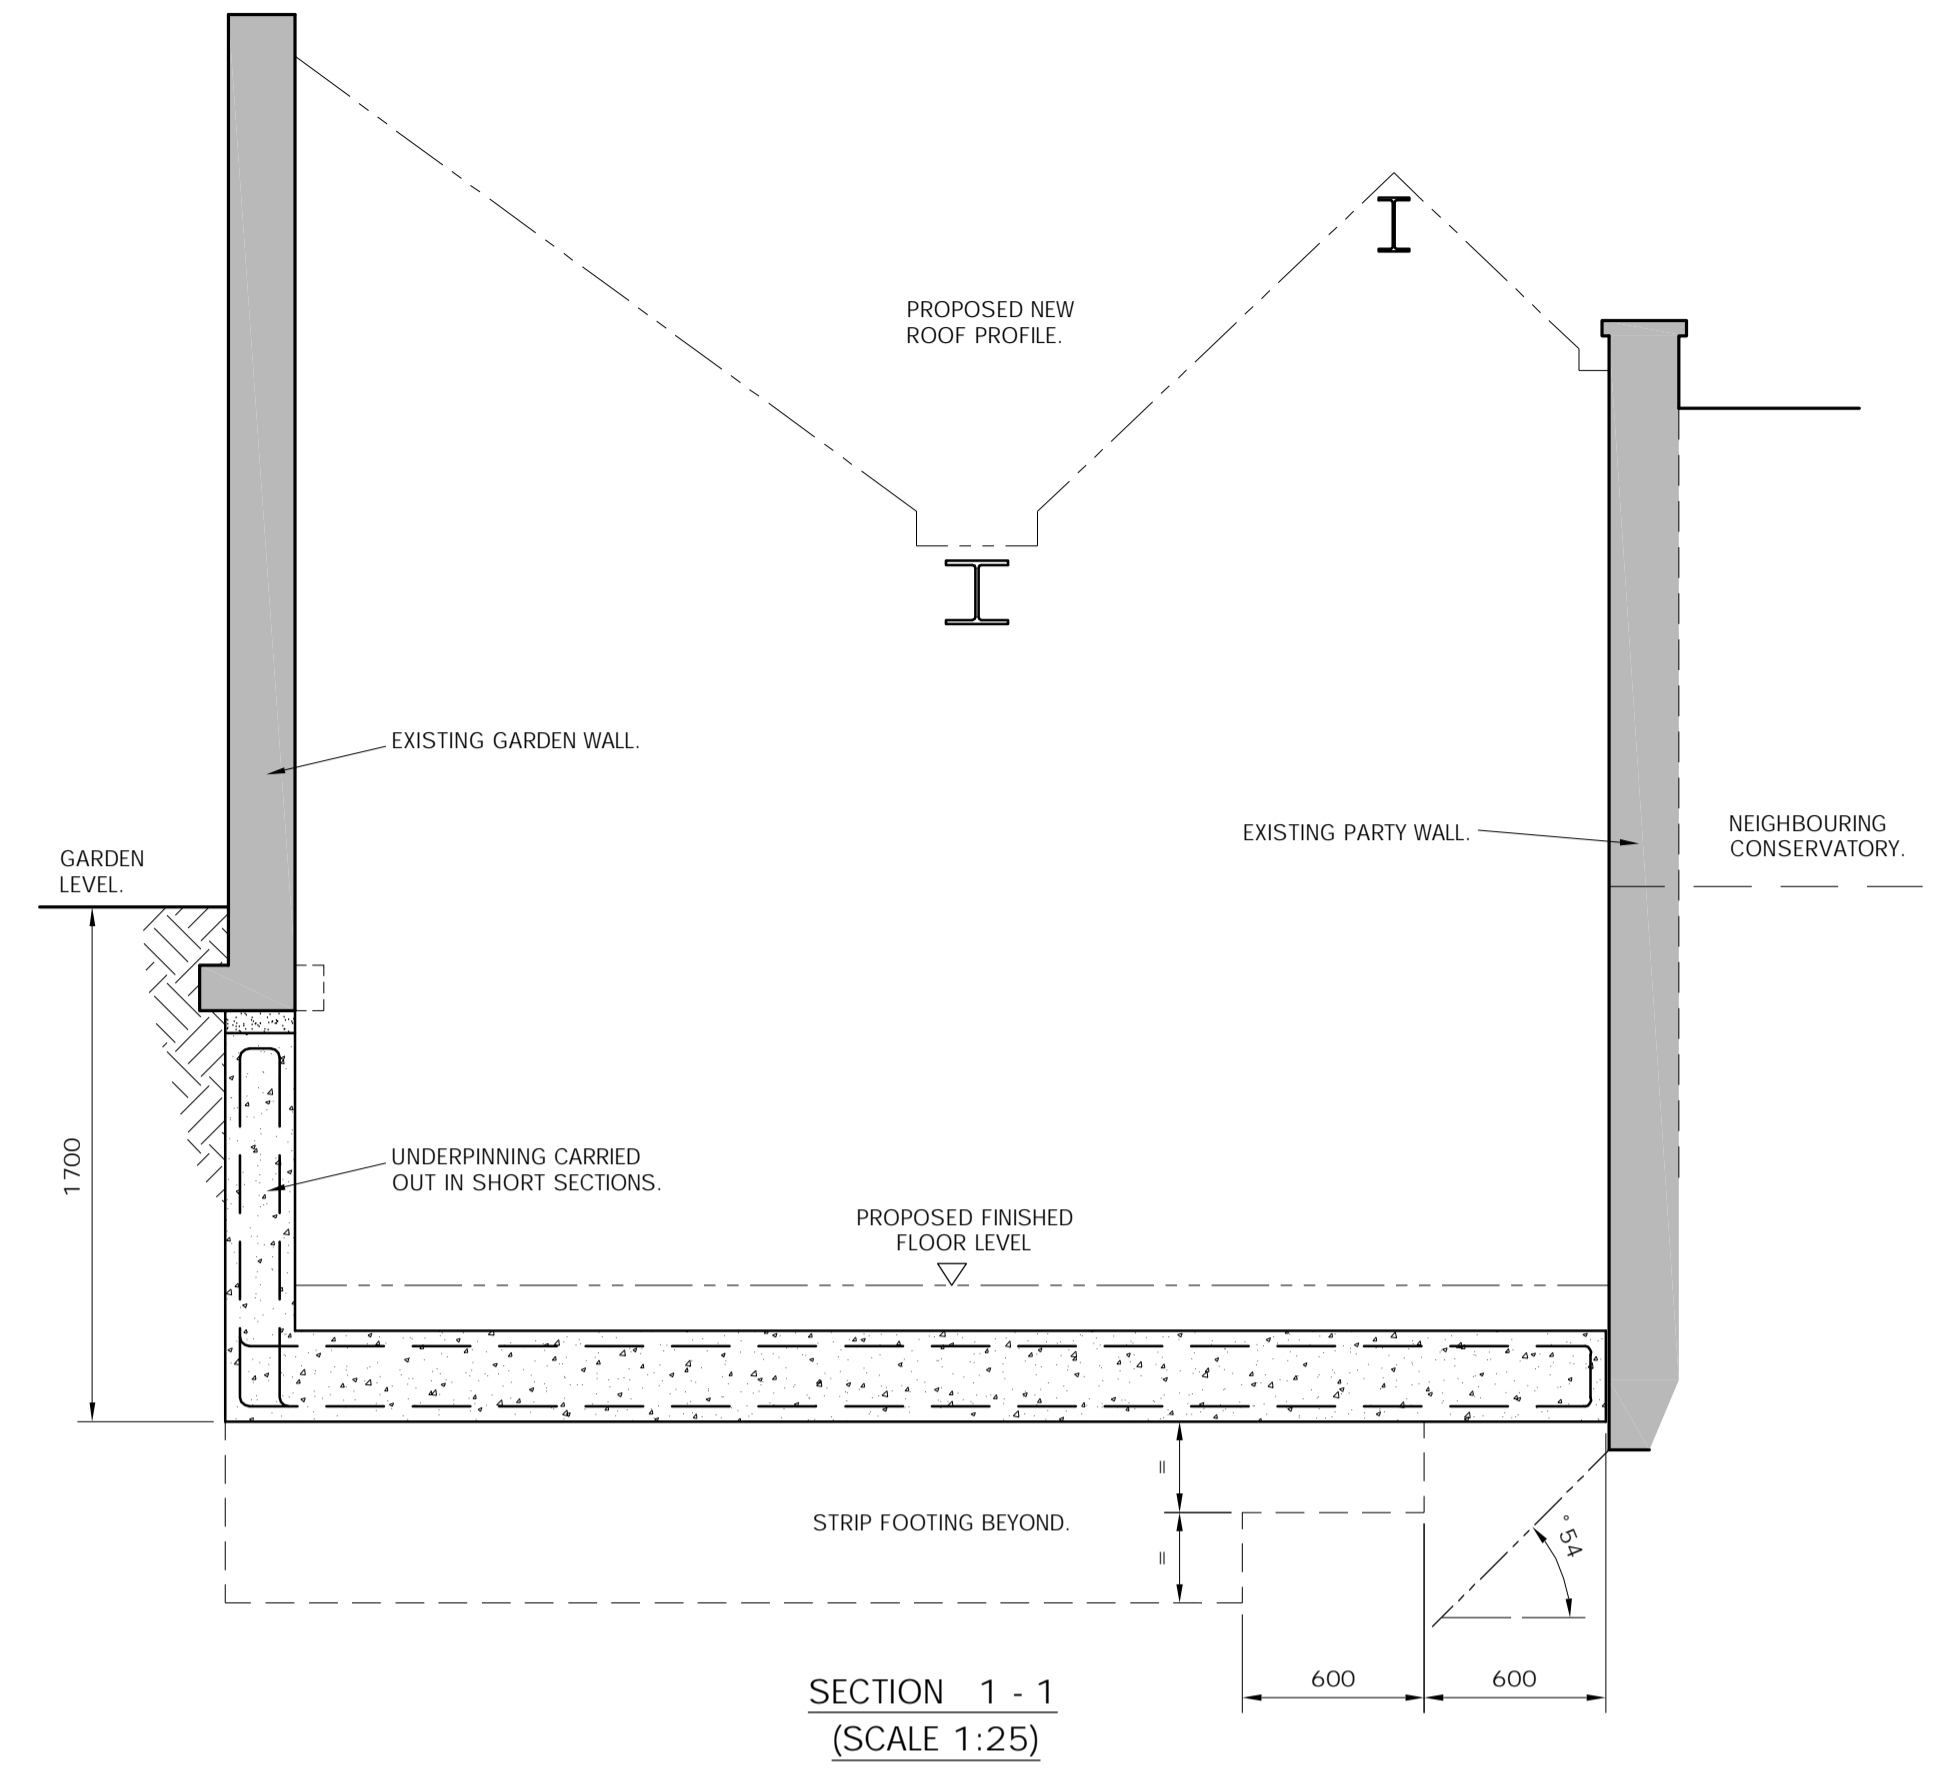 PROPOSED NEW
ROOF PROFILE.
EXISTING GARDEN WALL.
EXISTING PARTY WALL.
NEIGHBOURING
CONSERVATORY.
GARDEN
LEVEL.
1700
UNDERPINNING CARRIED
OUT IN SHORT SECTIONS.
PROPOSED FINISHED
FLOOR LEVEL
=
STRIP FOOTING BEYOND.
=
°54
600
600
SECTION 1 - 1
(SCALE 1:25)